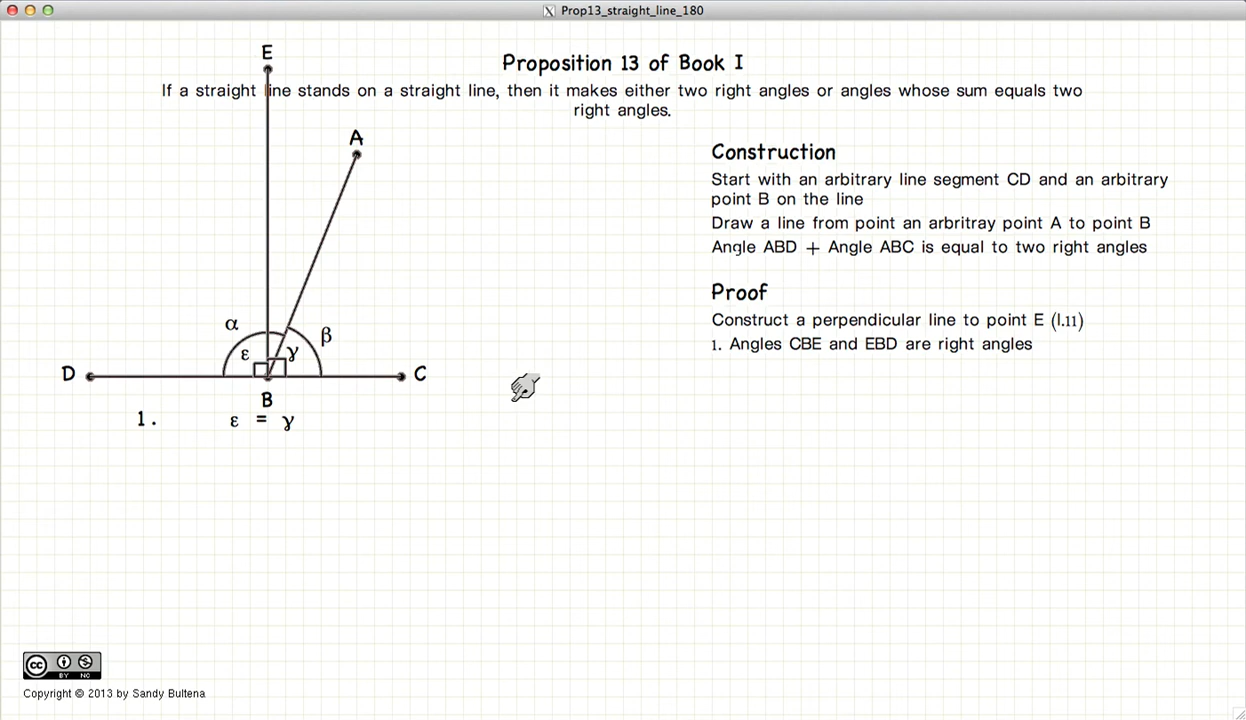 Prop13_straight_line_180
E
Proposition 13 of Book I
If a straight line stands on a straight line, then it makes either two right angles or angles whose sum equals two
right angles.
A
Construction
Start with an arbitrary line segment CD and an arbitrary
point B on the line
Draw a line from point an arbritray point A to point B
Angle ABD + Angle ABC is equal to two right angles
Proof
Construct a perpendicular line to point E (I.11)
1. Angles CBE and EBD are right angles
α
β
ε
γ
D
C
B
1. ε = γ
cc
BY NC
Copyright © 2013 by Sandy Bultena